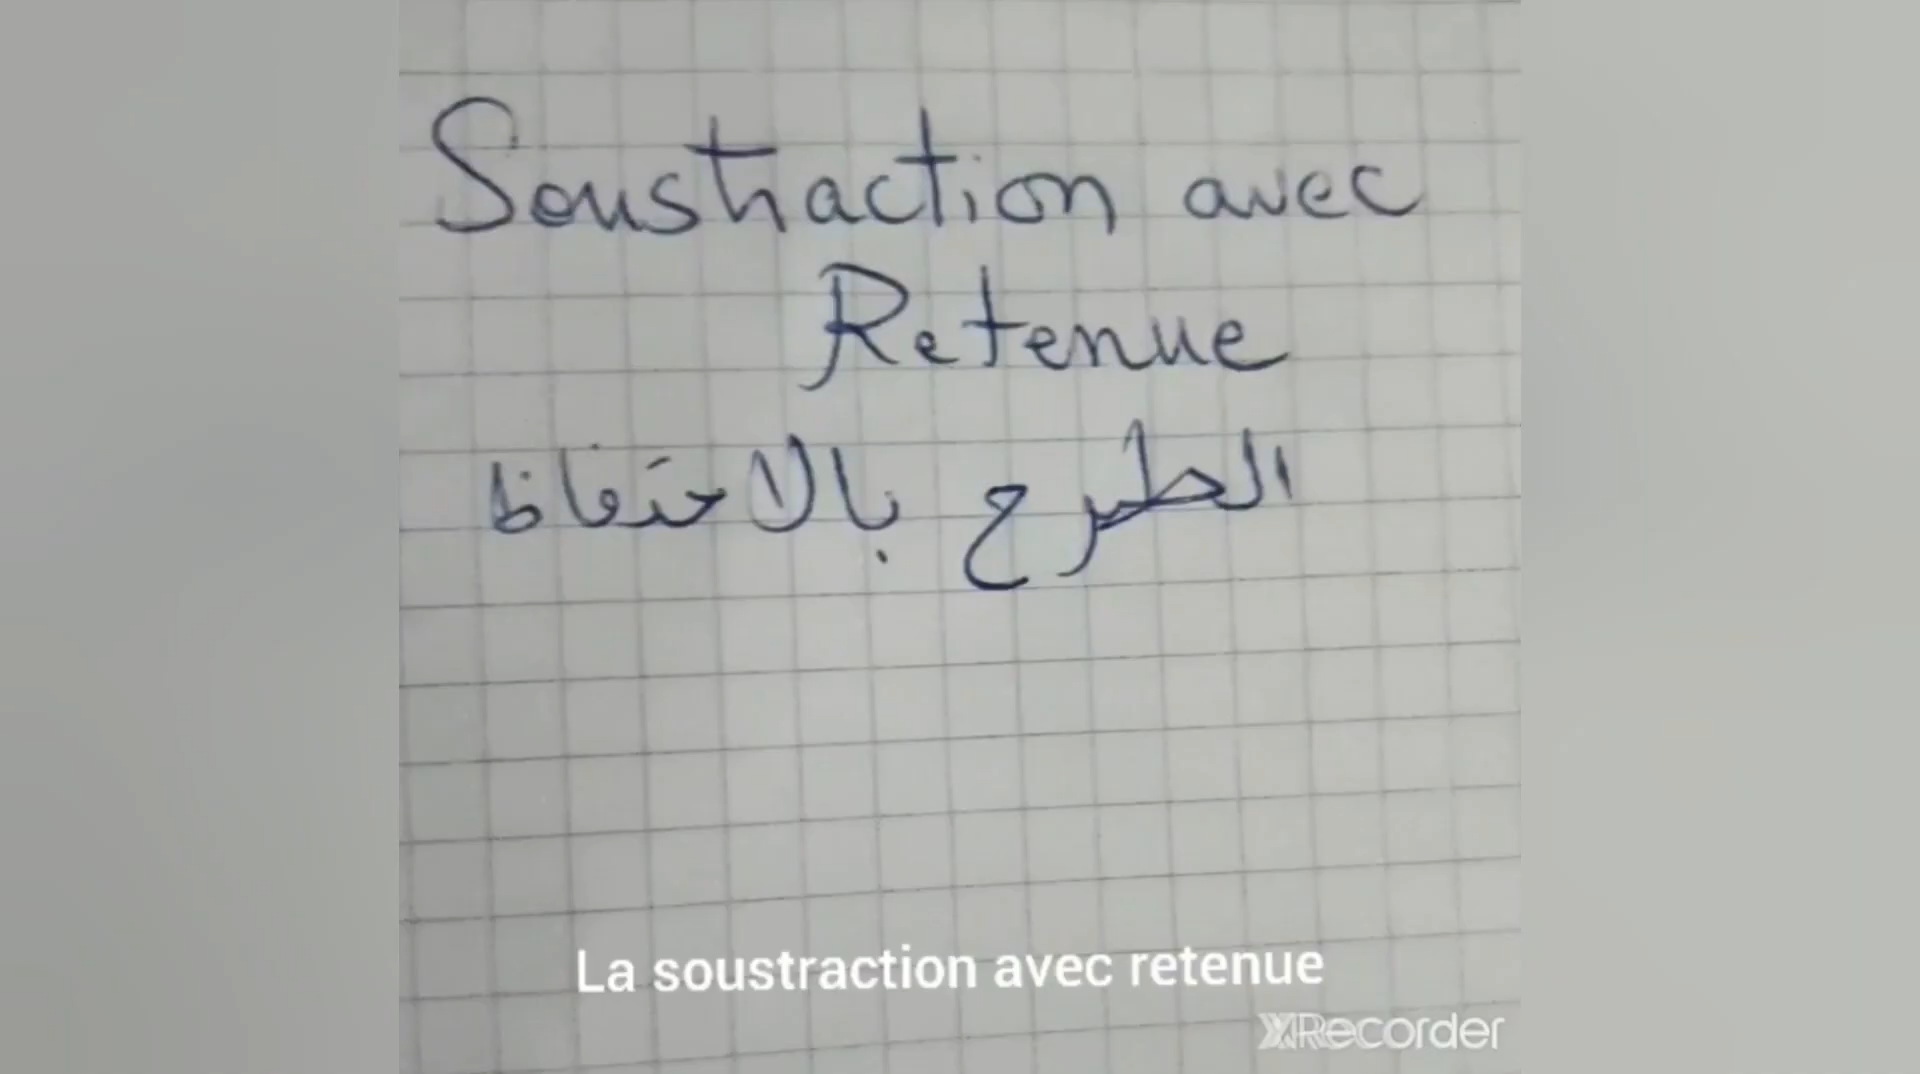 Soustraction avec
Retenue
الطرح بالاحتفاظ
La soustraction avec retenue
XRecorder